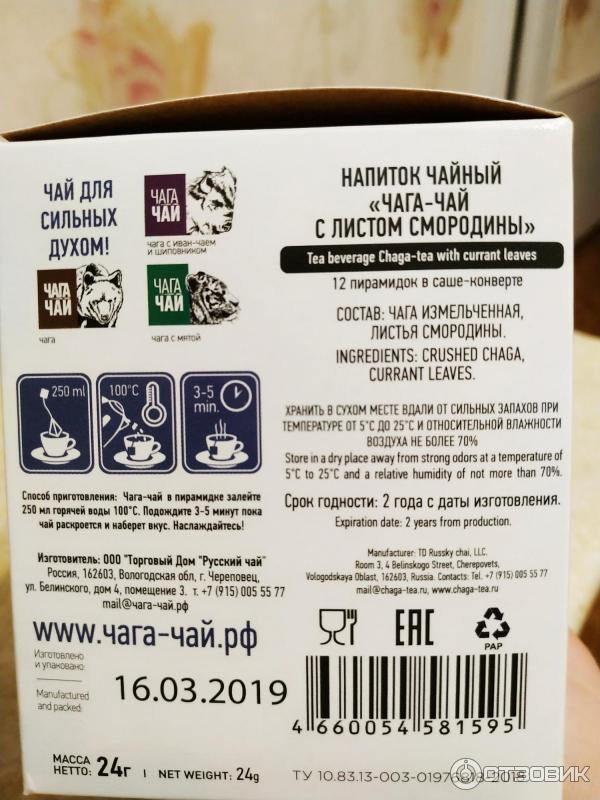 ЧАЙ ДЛЯ
СИЛЬНЫХ
ДУХОМ!
ЧАГА
ЧАЙ
чага с иван-чаем
и шиповником
ЧАГА
ЧАЙ
чага
ЧАГА
ЧАЙ
чага с мятой
250 ml
100°C
3-5
min.
Способ приготовления: Чага-чай в пирамидке залейте
250 мл горячей воды 100°С. Подождите 3-5 минут пока
чай раскроется и наберет вкус. Наслаждайтесь!
Изготовитель: ООО "Торговый Дом "Русский чай"
Россия, 162603, Вологодская обл, г. Череповец,
ул. Белинского, дом 4, помещение 3. т. +7 (915) 005 55 77
mail@чага-чай.рф
www.чага-чай.рф
Изготовлено
и упаковано:
Manufactured
and packed:
16.03.2019
МАССА
НЕТТО: 24г | NET WEIGHT: 24g
НАПИТОК ЧАЙНЫЙ
«ЧАГА-ЧАЙ
С ЛИСТОМ СМОРОДИНЫ»
Tea beverage Chaga-tea with currant leaves
12 пирамидок в саше-конверте
СОСТАВ: ЧАГА ИЗМЕЛЬЧЕННАЯ,
ЛИСТЬЯ СМОРОДИНЫ.
INGREDIENTS: CRUSHED CHAGA,
CURRANT LEAVES.
ХРАНИТЬ В СУХОМ МЕСТЕ ВДАЛИ ОТ СИЛЬНЫХ ЗАПАХОВ ПРИ
ТЕМПЕРАТУРЕ ОТ 5°С ДО 25°С И ОТНОСИТЕЛЬНОЙ ВЛАЖНОСТИ
ВОЗДУХА НЕ БОЛЕЕ 70%
Store in a dry place away from strong odors at a temperature of
5°C to 25°C and a relative humidity of not more than 70%.
Срок годности: 2 года с даты изготовления.
Expiration date: 2 years from production.
Manufacturer: TD Russky chai, LLC.
Room 3, 4 Belinskogo Street, Cherepovets,
Vologodskaya Oblast, 162603, Russia. Contacts: Tel. +7 (915) 005 55 77
mail@chaga-tea.ru, www.chaga-tea.ru
EAC
PAP
4 660054 581595
ТУ 10.83.13-003-01976818-2018
ОТЗОВИК